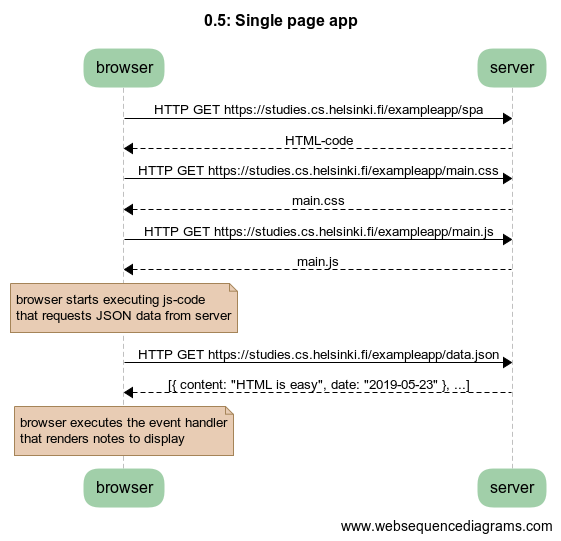 0.5: Single page app
browser
server
HTTP GET https://studies.cs.helsinki.fi/exampleapp/spa
HTML-code
HTTP GET https://studies.cs.helsinki.fi/exampleapp/main.css
main.css
HTTP GET https://studies.cs.helsinki.fi/exampleapp/main.js
main.js
browser starts executing js-code
that requests JSON data from server
HTTP GET https://studies.cs.helsinki.fi/exampleapp/data.json
[{ content: "HTML is easy", date: "2019-05-23" }, ...]
browser executes the event handler
that renders notes to display
browser
server
www.websequencediagrams.com